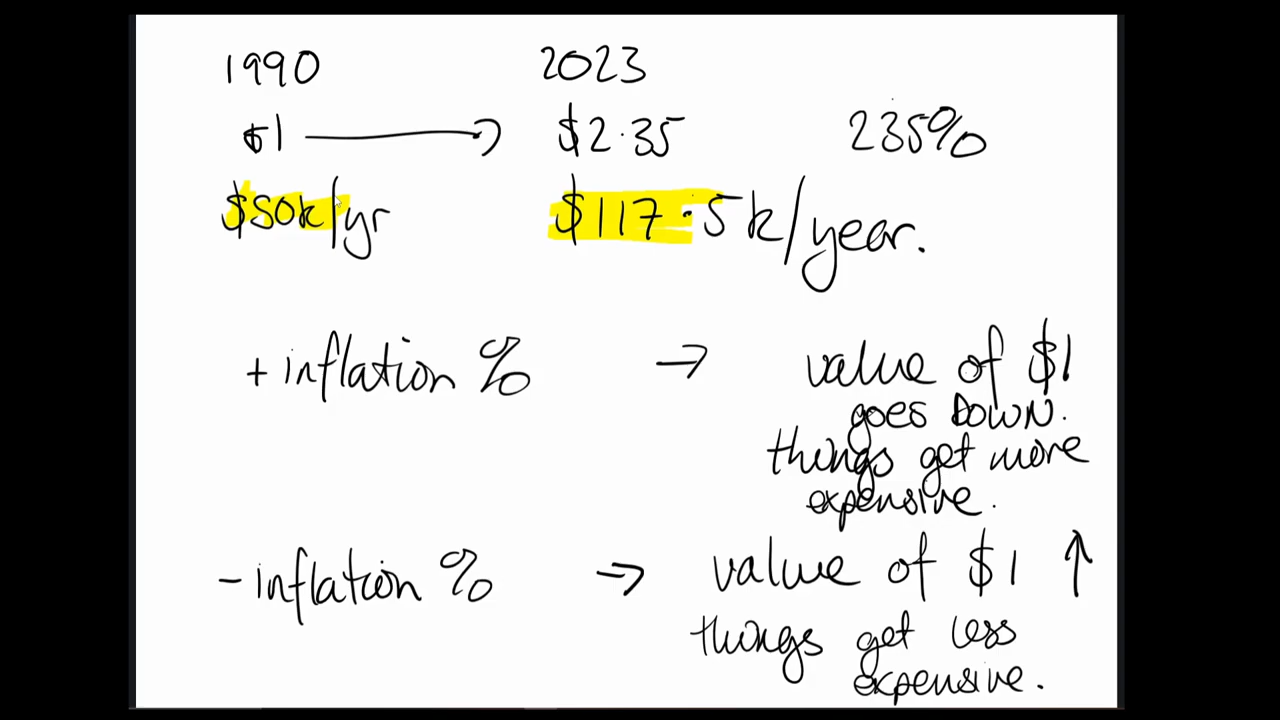 1990 2023
$1 → $2.35 235%
$50k/yr $117.5k/year.
+ inflation % → value of $1
goes DOWN.
things get more
expensive.
- inflation % → value of $1 ↑
things get less
expensive.